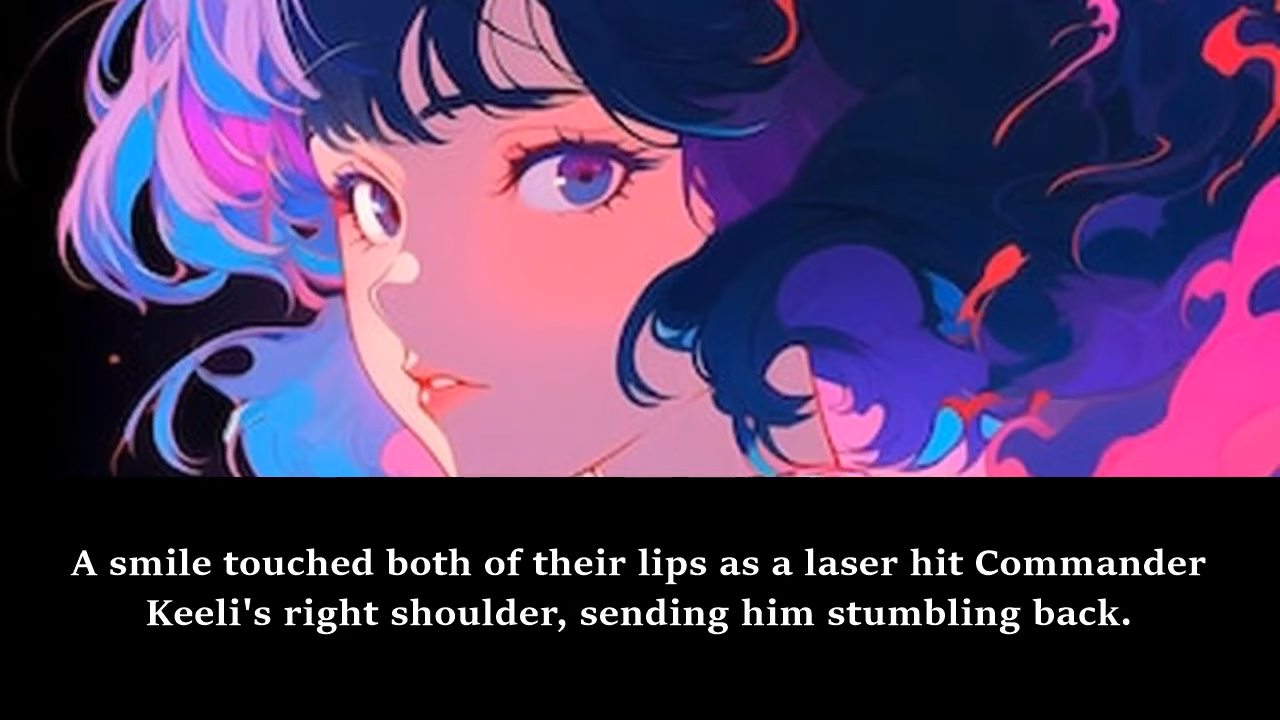 A smile touched both of their lips as a laser hit Commander
Keeli's right shoulder, sending him stumbling back.